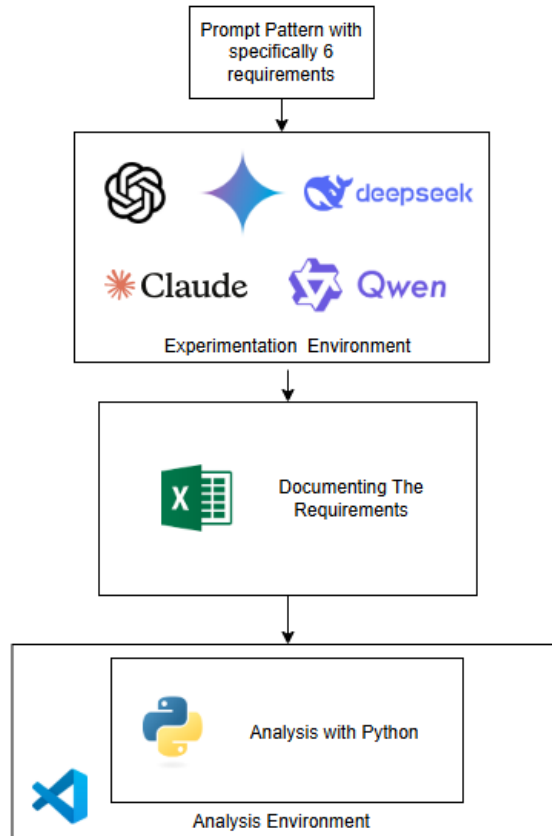 Prompt Pattern with
specifically 6
requirements
deepseek
Claude
Qwen
Experimentation Environment
X
Documenting The
Requirements
Analysis with Python
Analysis Environment